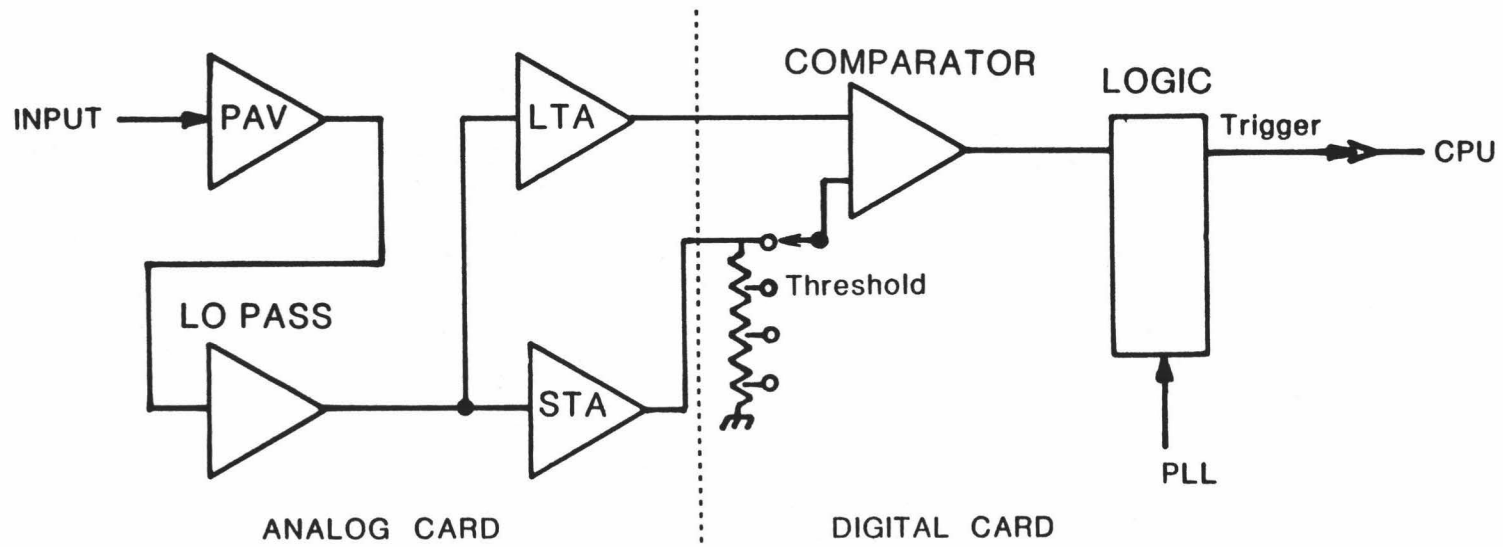 COMPARATOR
LOGIC
INPUT
PAV
LTA
Trigger
CPU
Threshold
LO PASS
STA
PLL
ANALOG CARD
DIGITAL CARD